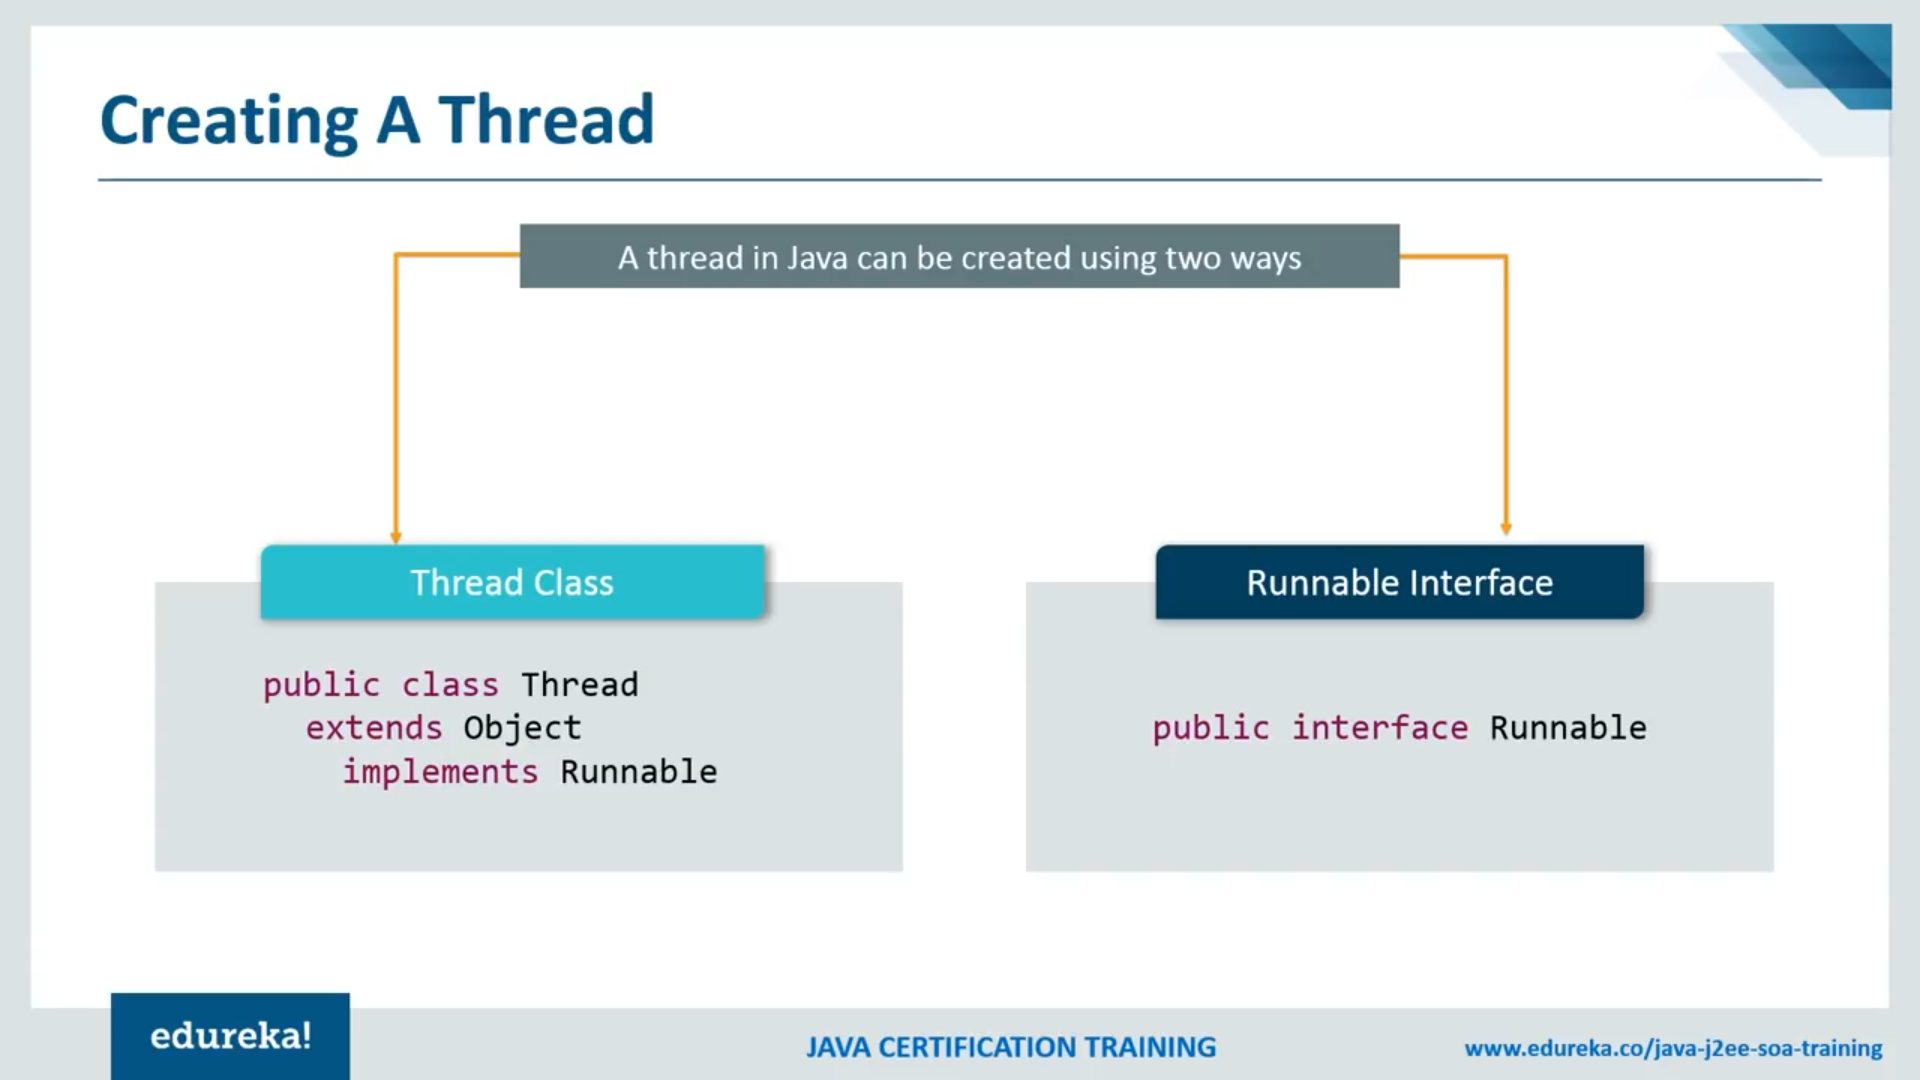 Creating A Thread
A thread in Java can be created using two ways
Thread Class
public class Thread
extends Object
implements Runnable
Runnable Interface
public interface Runnable
edureka!
JAVA CERTIFICATION TRAINING
www.edureka.co/java-j2ee-soa-training